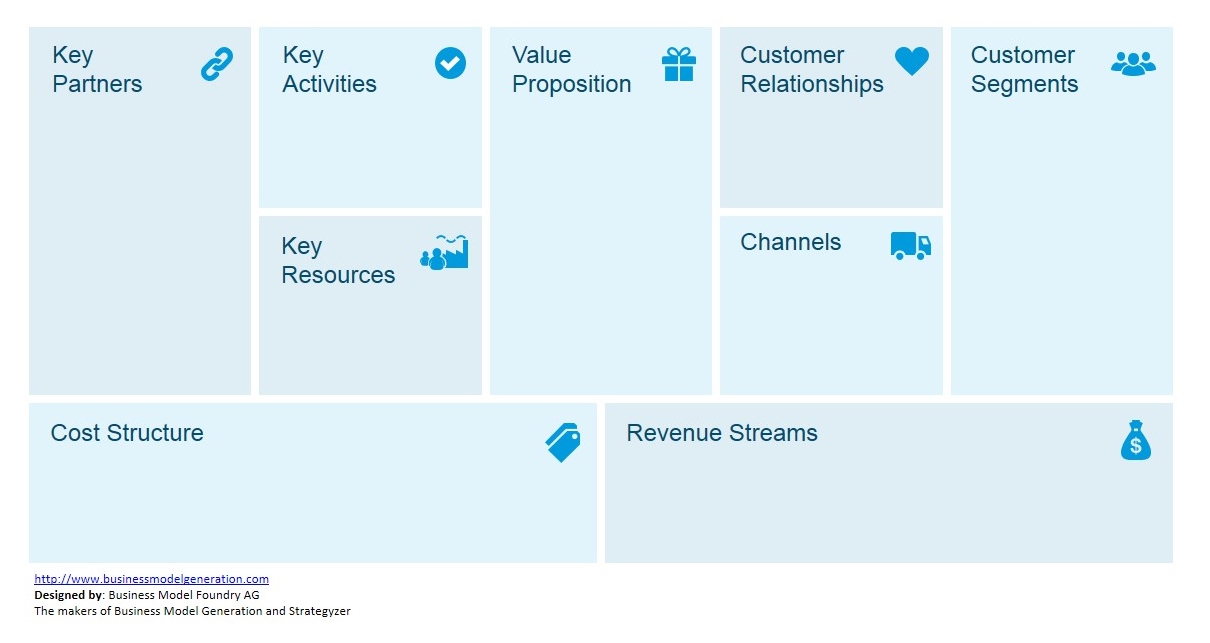 Key
Partners
Key
Activities
Key
Resources
Value
Proposition
Customer
Relationships
Channels
Customer
Segments
Cost Structure
Revenue Streams
$
http://www.businessmodelgeneration.com
Designed by: Business Model Foundry AG
The makers of Business Model Generation and Strategyzer